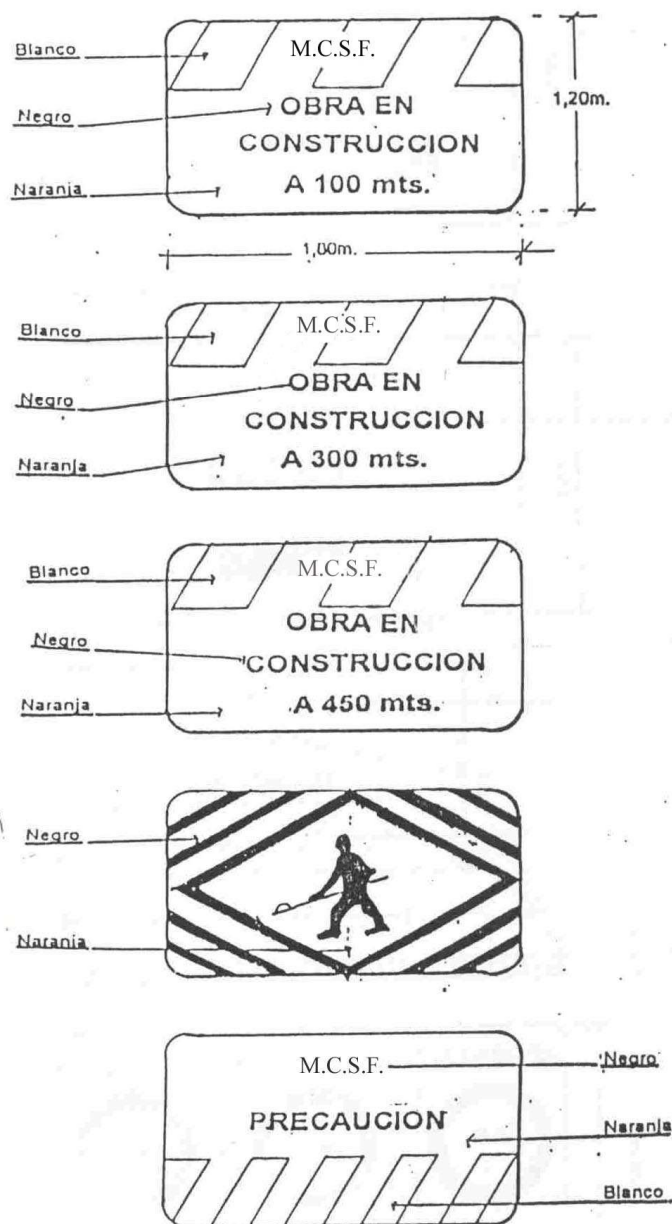 Blanco
M.C.S.F.
Negro
OBRA EN
CONSTRUCCION
Naranja
A 100 mts.
1,20m.
1,00m.
Blanco
M.C.S.F.
Negro
OBRA EN
CONSTRUCCION
Naranja
A 300 mts.
Blanco
M.C.S.F.
OBRA EN
Negro
CONSTRUCCION
Naranja
A 450 mts.
Negro
Naranja
M.C.S.F.
Negro
PRECAUCION
Naranja
Blanco